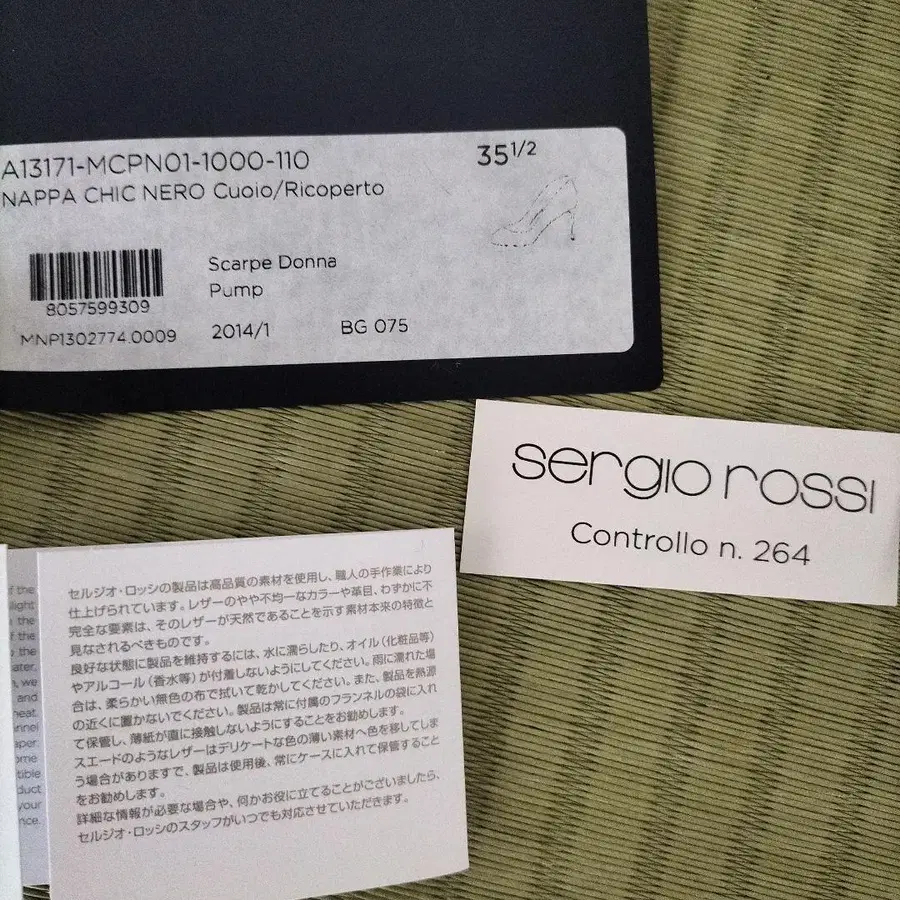 A13171-MCPN01-1000-110
35 1/2
NAPPA CHIC NERO Cuoio/Ricoperto
Scarpe Donna
Pump
8057599309
MNP1302774.0009
2014/1
BG 075
sergio rossi
Controllo n. 264
セルジオ・ロッシの製品は高品質の素材を使用し、職人の手作業により
仕上げられています。レザーのやや不均一なカラーや革目、わずかに不
完全な要素は、そのレザーが天然であることを示す素材本来の特徴と
見なされるべきものです。
良好な状態に製品を維持するには、水に濡らしたり、オイル（化粧品等）
やアルコール（香水等）が付着しないようにしてください。雨に濡れた場
合は、柔らかい無色の布で拭いて乾かしてください。また、製品を熱源
の近くに置かないでください。製品は常に付属のフランネルの袋に入れ
て保管し、薄紙が直に接触しないようにすることをお勧めします。
スエードのようなレザーはデリケートな色の薄い素材へ色を移してしま
う場合がありますで、製品は使用後、常にケースに入れて保管すること
をお勧めします。
詳細な情報が必要な場合や、何かお役に立てることがございましたら、
セルジオ・ロッシのスタッフがいつでも対応させていただきます。
of the
light
the
of the
the
ater.
, we
and
heat.
nnel
aper.
ome
tible
duct
your
nce.